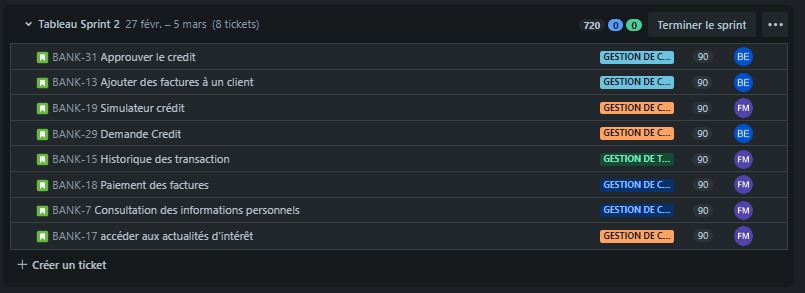 Tableau Sprint 2 27 févr. – 5 mars (8 tickets) 720 0 0 Terminer le sprint
BANK-31 Approuver le credit GESTION DE C... 90 BE
BANK-13 Ajouter des factures à un client GESTION DE C... 90 BE
BANK-19 Simulateur crédit GESTION DE C... 90 FM
BANK-29 Demande Credit GESTION DE C... 90 BE
BANK-15 Historique des transaction GESTION DE T... 90 FM
BANK-18 Paiement des factures GESTION DE C... 90 FM
BANK-7 Consultation des informations personnels GESTION DE C... 90 FM
BANK-17 accéder aux actualités d'intérêt GESTION DE C... 90 FM
+ Créer un ticket